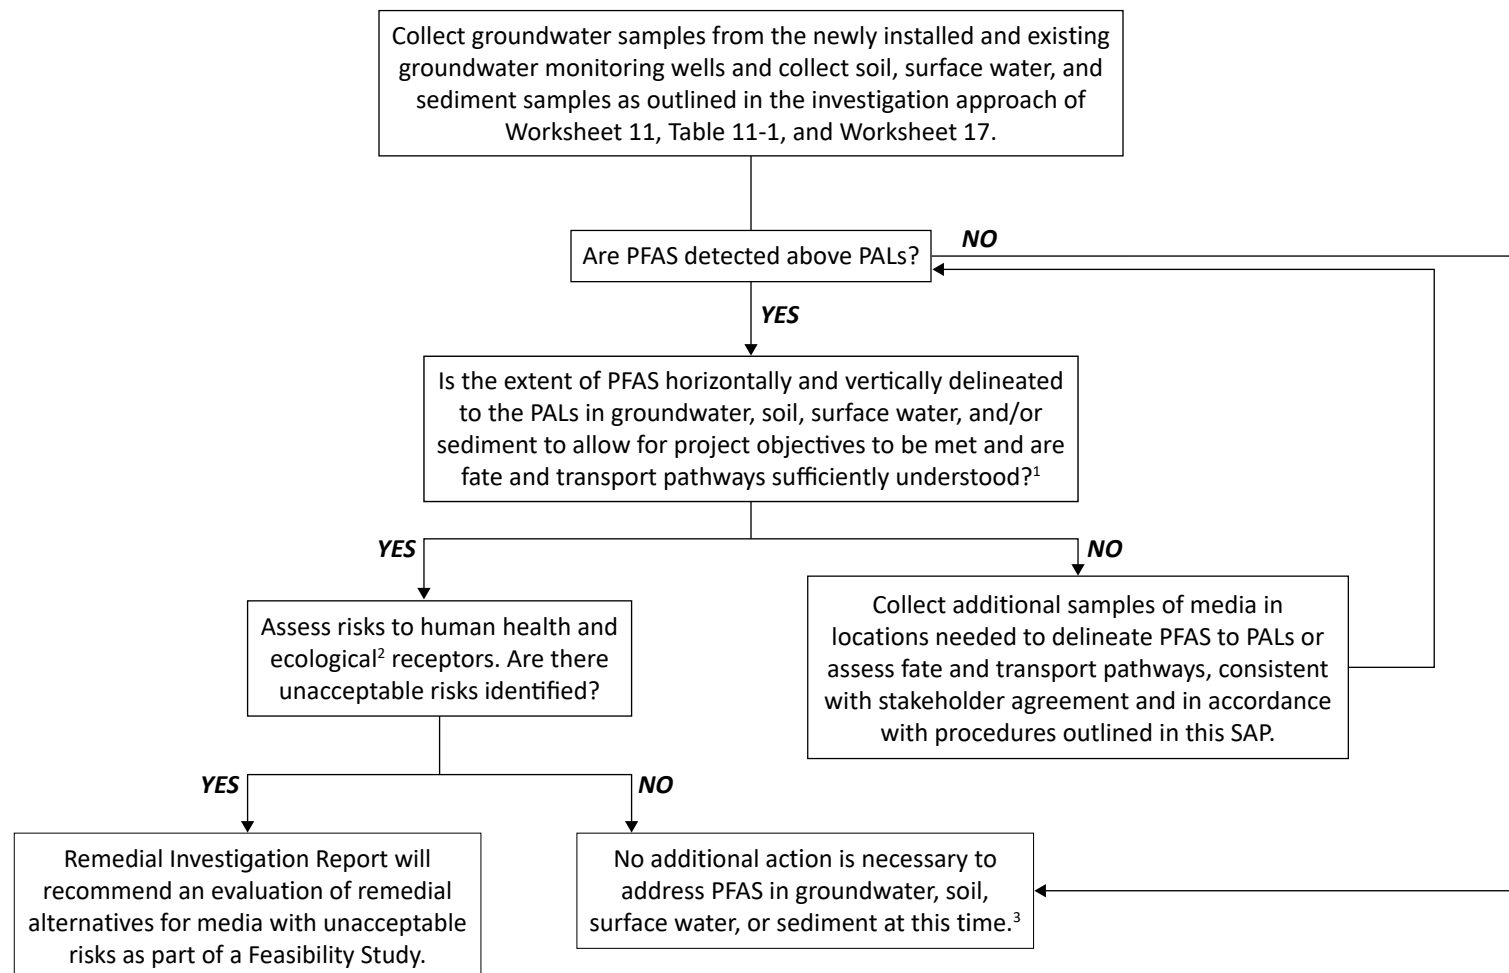 Collect groundwater samples from the newly installed and existing
groundwater monitoring wells and collect soil, surface water, and
sediment samples as outlined in the investigation approach of
Worksheet 11, Table 11-1, and Worksheet 17.
Are PFAS detected above PALs?
NO
YES
Is the extent of PFAS horizontally and vertically delineated
to the PALs in groundwater, soil, surface water, and/or
sediment to allow for project objectives to be met and are
fate and transport pathways sufficiently understood?¹
YES
NO
Assess risks to human health and
ecological² receptors. Are there
unacceptable risks identified?
Collect additional samples of media in
locations needed to delineate PFAS to PALs or
assess fate and transport pathways, consistent
with stakeholder agreement and in accordance
with procedures outlined in this SAP.
YES
NO
Remedial Investigation Report will
recommend an evaluation of remedial
alternatives for media with unacceptable
risks as part of a Feasibility Study.
No additional action is necessary to
address PFAS in groundwater, soil,
surface water, or sediment at this time.³